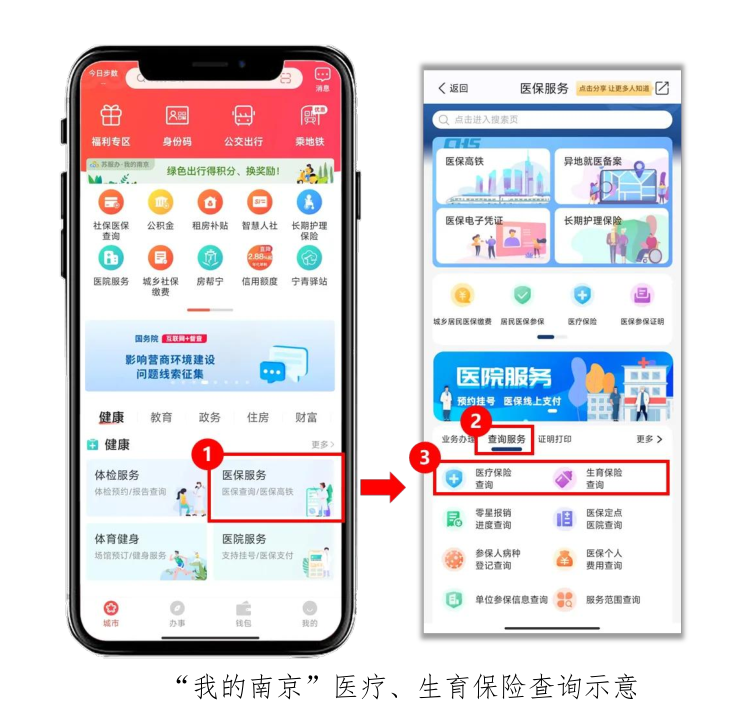 今日步数
消息
福利专区
身份码
公交出行
优惠
乘地铁
苏服办·我的南京
绿色出行得积分、换奖励!
社保医保查询
公积金
租房补贴
智慧人社
长期护理保险
医院服务
城乡社保缴费
房帮宁
信用额度
宁青驿站
国务院 互联网+督查
影响营商环境建设
问题线索征集
健康 教育 政务 住房 财富
健康
更多>
1
体检服务
体检预约/报告查询
医保服务
医保查询/医保高铁
体育健身
场馆预订/健身服务
医院服务
支持挂号/医保支付
城市 办事 钱包 我的
返回 医保服务 点击分享 让更多人知道
点击进入搜索页
CHS
医保高铁
异地就医备案
医保电子凭证
长期护理保险
城乡居民医保缴费 居民医保参保 医疗保险 医保参保证明
医院服务
预约挂号 医保线上支付
2
业务办理 查询服务 证明打印 更多 >
3
医疗保险查询
生育保险查询
零星报销进度查询
医保定点医院查询
参保人病种登记查询
医保个人费用查询
单位参保信息查询
服务范围查询
“我的南京”医疗、生育保险查询示意